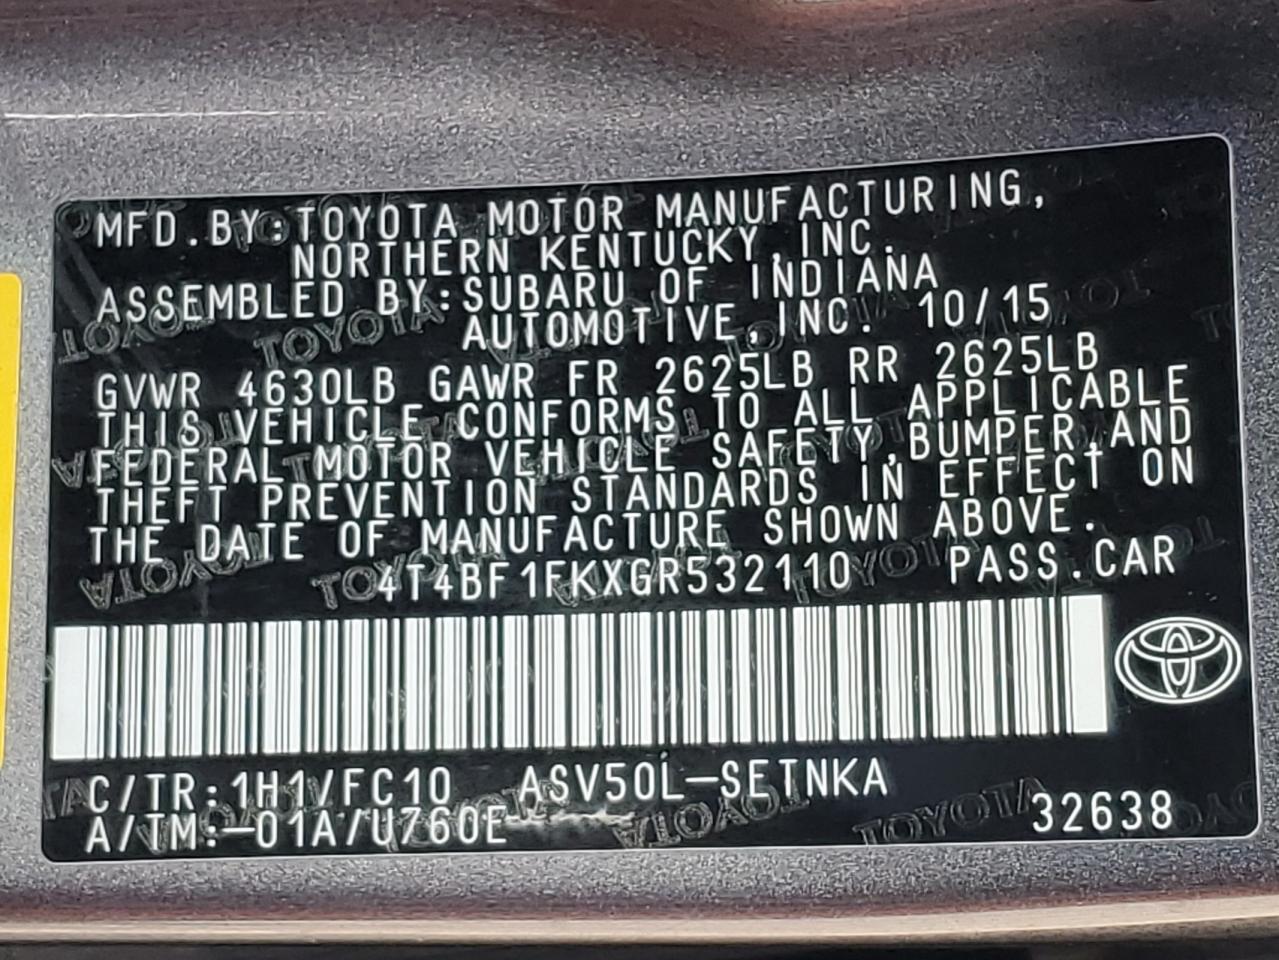 MFD.BY:TOYOTA MOTOR MANUFACTURING,
NORTHERN KENTUCKY,INC.
ASSEMBLED BY:SUBARU OF INDIANA
AUTOMOTIVE,INC. 10/15
GVWR 4630LB GAWR FR 2625LB RR 2625LB
THIS VEHICLE CONFORMS TO ALL APPLICABLE
FEDERAL MOTOR VEHICLE SAFETY,BUMPER,AND
THEFT PREVENTION STANDARDS IN EFFECT ON
THE DATE OF MANUFACTURE SHOWN ABOVE.
4T4BF1FKXGR532110 PASS.CAR
C/TR:1H1/FC10 ASV50L-SETNKA
A/TM:-01A/U760E 32638